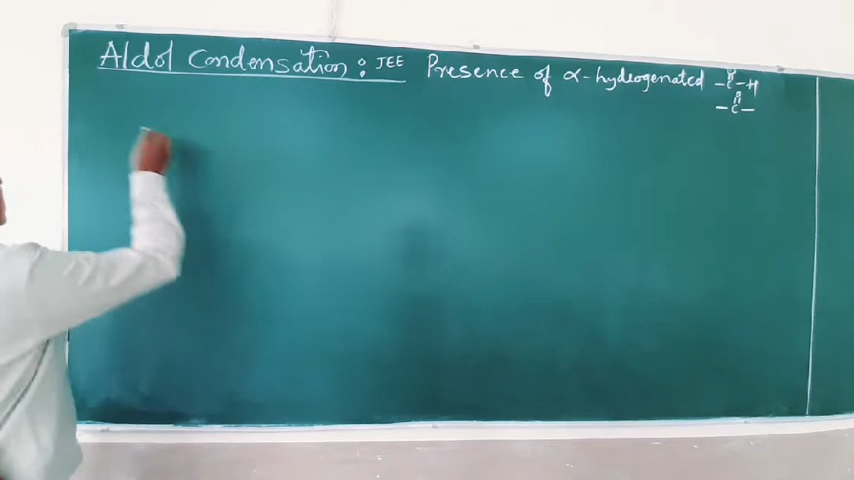 Aldol Condensation : JEE Presence of α-hydeogenated -C-H
O
-C-
O